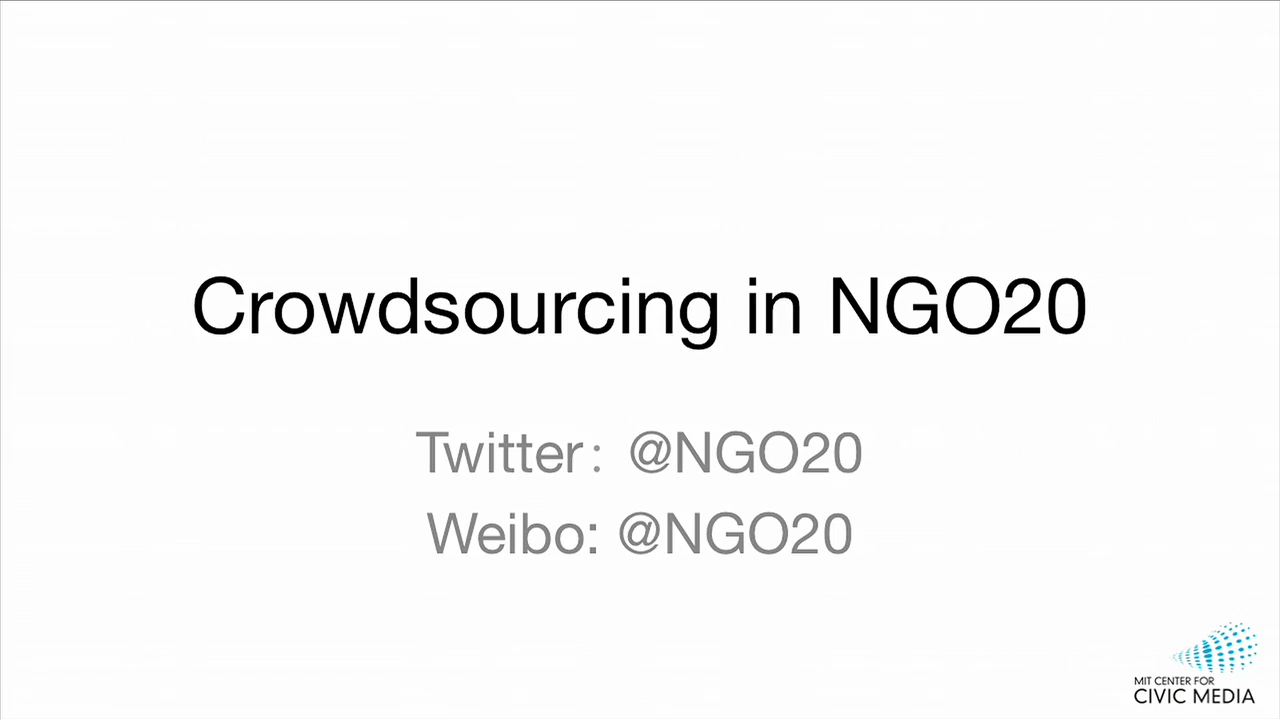 Crowdsourcing in NGO20
Twitter：@NGO20
Weibo: @NGO20
MIT CENTER FOR
CIVIC MEDIA